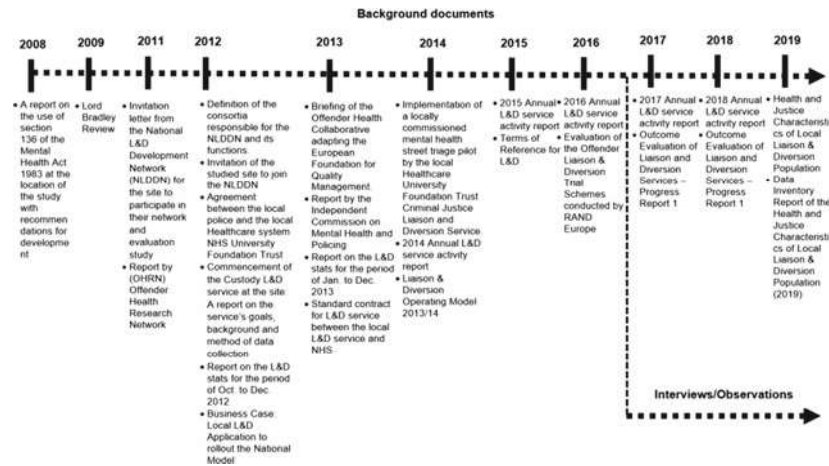 Background documents
2008
2009
2011
2012
2013
2014
2015
2016
2017
2018
2019
• A report on
the use of
section
136 of the
Mental
Health Act
1983 at the
location of
the study
with
recommen
dations for
developme
nt
• Lord
Bradley
Review
• Invitation
letter from
the National
L&D
Development
Network
(NLDDN) for
the site to
participate in
their network
and
evaluation
study
• Report by
(OHRN)
Offender
Health
Research
Network
• Definition of the
consortia
responsible for the
NLDDN and its
functions.
• Invitation of the
studied site to join
the NLDDN
• Agreement
between the local
police and the local
Healthcare system
NHS University
Foundation Trust
• Commencement of
the Custody L&D
service at the site
A report on the
service's goals,
background and
method of data
collection
• Report on the L&D
stats for the period
of Oct. to Dec.
2012
• Business Case:
Local L&D
Application to
rollout the National
Model
• Briefing of the
Offender Health
Collaborative
adapting the
European
Foundation for
Quality
Management
• Report by the
Independent
Commission on
Mental Health and
Policing
• Report on the L&D
stats for the period
of Jan. to Dec.
2013
• Standard contract
for L&D service
between the local
L&D service and
NHS
• Implementation of
a locally
commissioned
mental health
street triage pilot
by the local
Healthcare
University
Foundation Trust
Criminal Justice
Liaison and
Diversion Service.
• 2014 Annual L&D
service activity
report
• Liaison &
Diversion
Operating Model
2013/14
• 2015 Annual
L&D service
activity report
• Terms of
Reference for
L&D
• 2016 Annual
L&D service
activity report
• Evaluation of
the Offender
Liaison &
Diversion
Trial
Schemes
conducted by
RAND
Europe
• 2017 Annual
L&D service
activity report
• Outcome
Evaluation of
Liaison and
Diversion
Services –
Progress
Report 1
• 2018 Annual
L&D service
activity report
• Outcome
Evaluation of
Liaison and
Diversion
Services –
Progress
Report 1
• Health and
Justice
Characteristi
cs of Local
Liaison &
Diversion
Population
• Data
Inventory
Report of the
Health and
Justice
Characteristi
cs of Local
Liaison &
Diversion
Population
(2019)
Interviews/Observations